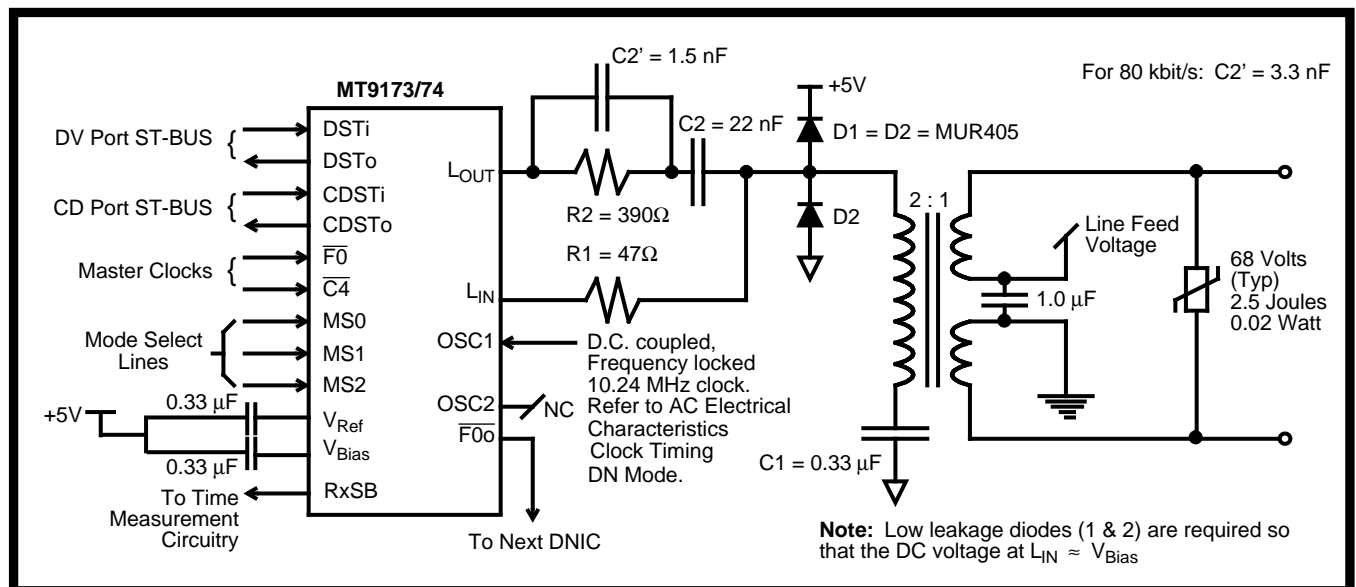 C2' = 1.5 nF
For 80 kbit/s: C2' = 3.3 nF
MT9173/74
+5V
DV Port ST-BUS {
DSTi
DSTo
C2 = 22 nF
D1 = D2 = MUR405
CD Port ST-BUS {
CDSTi
CDSTo
LOUT
R2 = 390Ω
D2
2 : 1
Line Feed
Voltage
Master Clocks {
F0
C4
R1 = 47Ω
LIN
1.0 µF
68 Volts
(Typ)
2.5 Joules
0.02 Watt
Mode Select
Lines
MS0
MS1
MS2
OSC1
D.C. coupled,
Frequency locked
10.24 MHz clock.
Refer to AC Electrical
Characteristics
Clock Timing
DN Mode.
+5V
0.33 µF
VRef
OSC2
NC
0.33 µF
VBias
F0o
C1 = 0.33 µF
RxSB
To Time
Measurement
Circuitry
To Next DNIC
Note: Low leakage diodes (1 & 2) are required so
that the DC voltage at LIN ≈ VBias